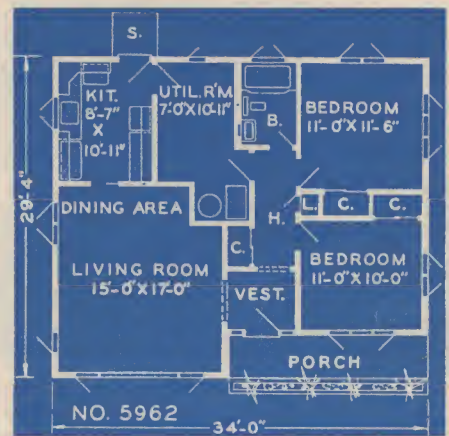 S.
KIT.
8'-7"
X
10'-11"
UTIL. R'M.
7'-0"X10'-11"
B.
BEDROOM
11'-0"X11'-6"
29'-4"
DINING AREA
L.
C.
C.
H.
C.
LIVING ROOM
15'-0"X17'-0"
BEDROOM
11'-0"X10'-0"
VEST.
PORCH
NO. 5962
34'-0"